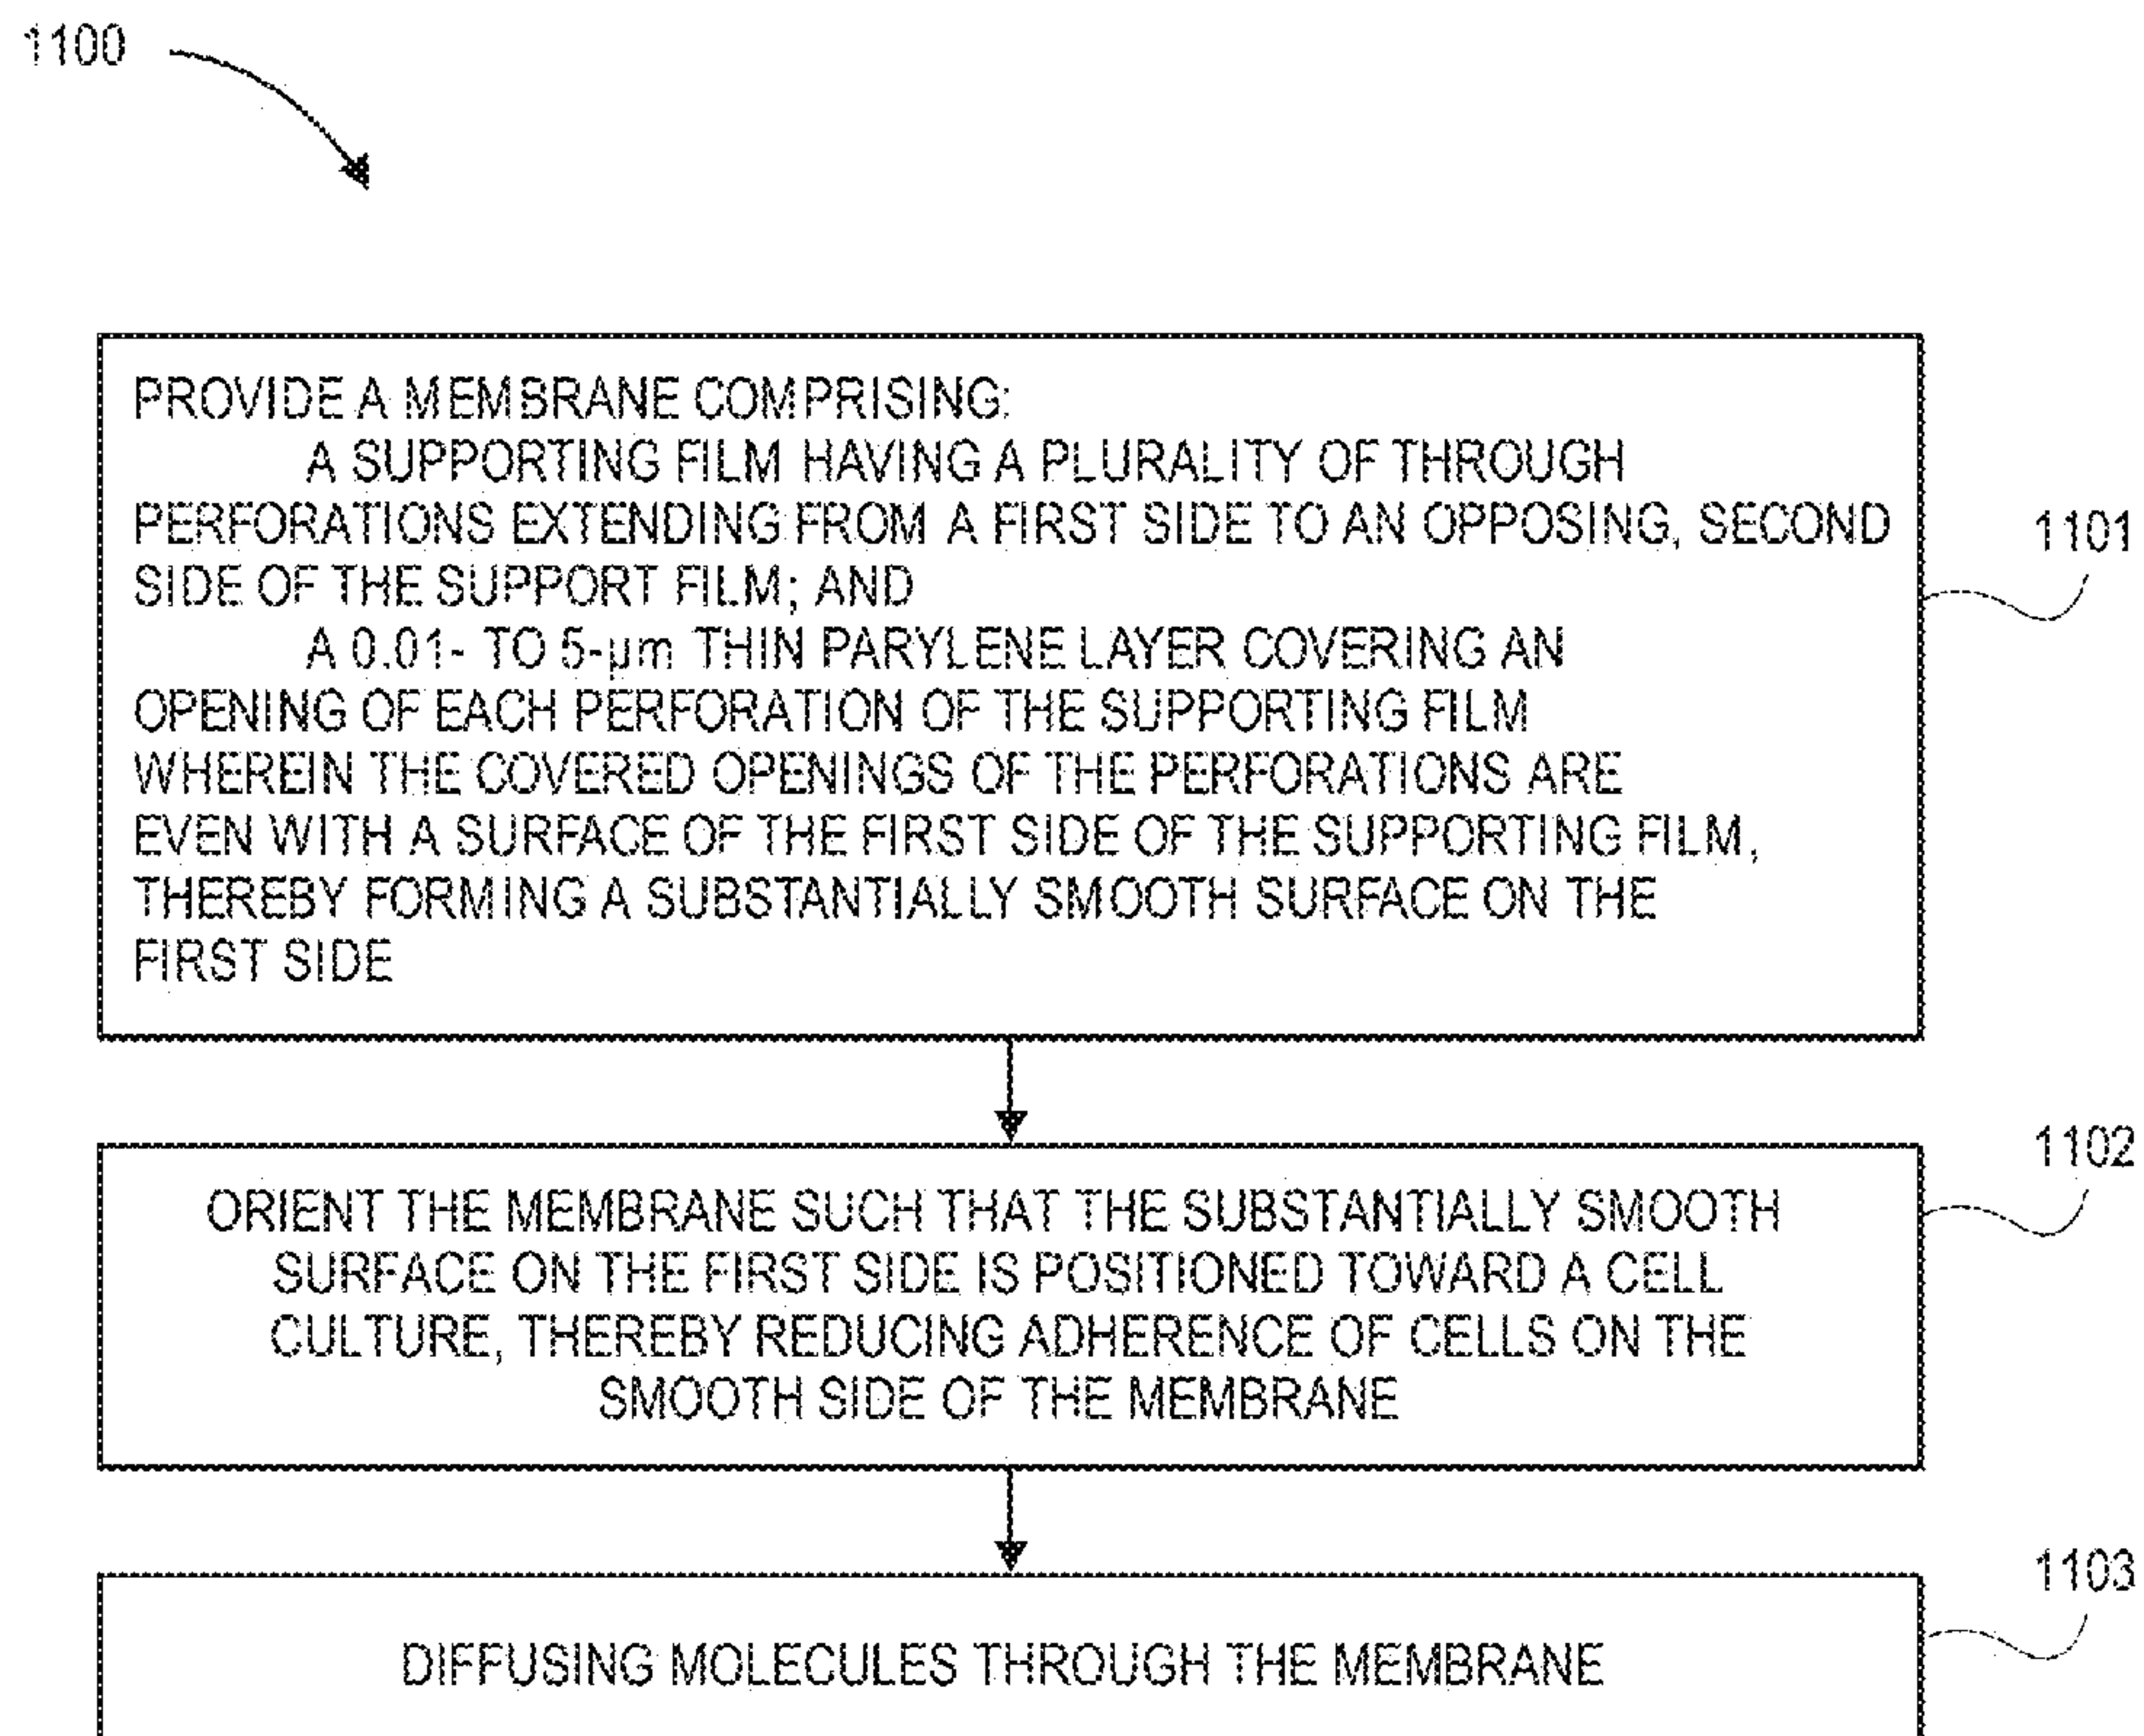 1100
PROVIDE A MEMBRANE COMPRISING:
A SUPPORTING FILM HAVING A PLURALITY OF THROUGH
PERFORATIONS EXTENDING FROM A FIRST SIDE TO AN OPPOSING, SECOND
SIDE OF THE SUPPORT FILM; AND
A 0.01- TO 5-µm THIN PARYLENE LAYER COVERING AN
OPENING OF EACH PERFORATION OF THE SUPPORTING FILM
WHEREIN THE COVERED OPENINGS OF THE PERFORATIONS ARE
EVEN WITH A SURFACE OF THE FIRST SIDE OF THE SUPPORTING FILM,
THEREBY FORMING A SUBSTANTIALLY SMOOTH SURFACE ON THE
FIRST SIDE
1101
ORIENT THE MEMBRANE SUCH THAT THE SUBSTANTIALLY SMOOTH
SURFACE ON THE FIRST SIDE IS POSITIONED TOWARD A CELL
CULTURE, THEREBY REDUCING ADHERENCE OF CELLS ON THE
SMOOTH SIDE OF THE MEMBRANE
1102
DIFFUSING MOLECULES THROUGH THE MEMBRANE
1103